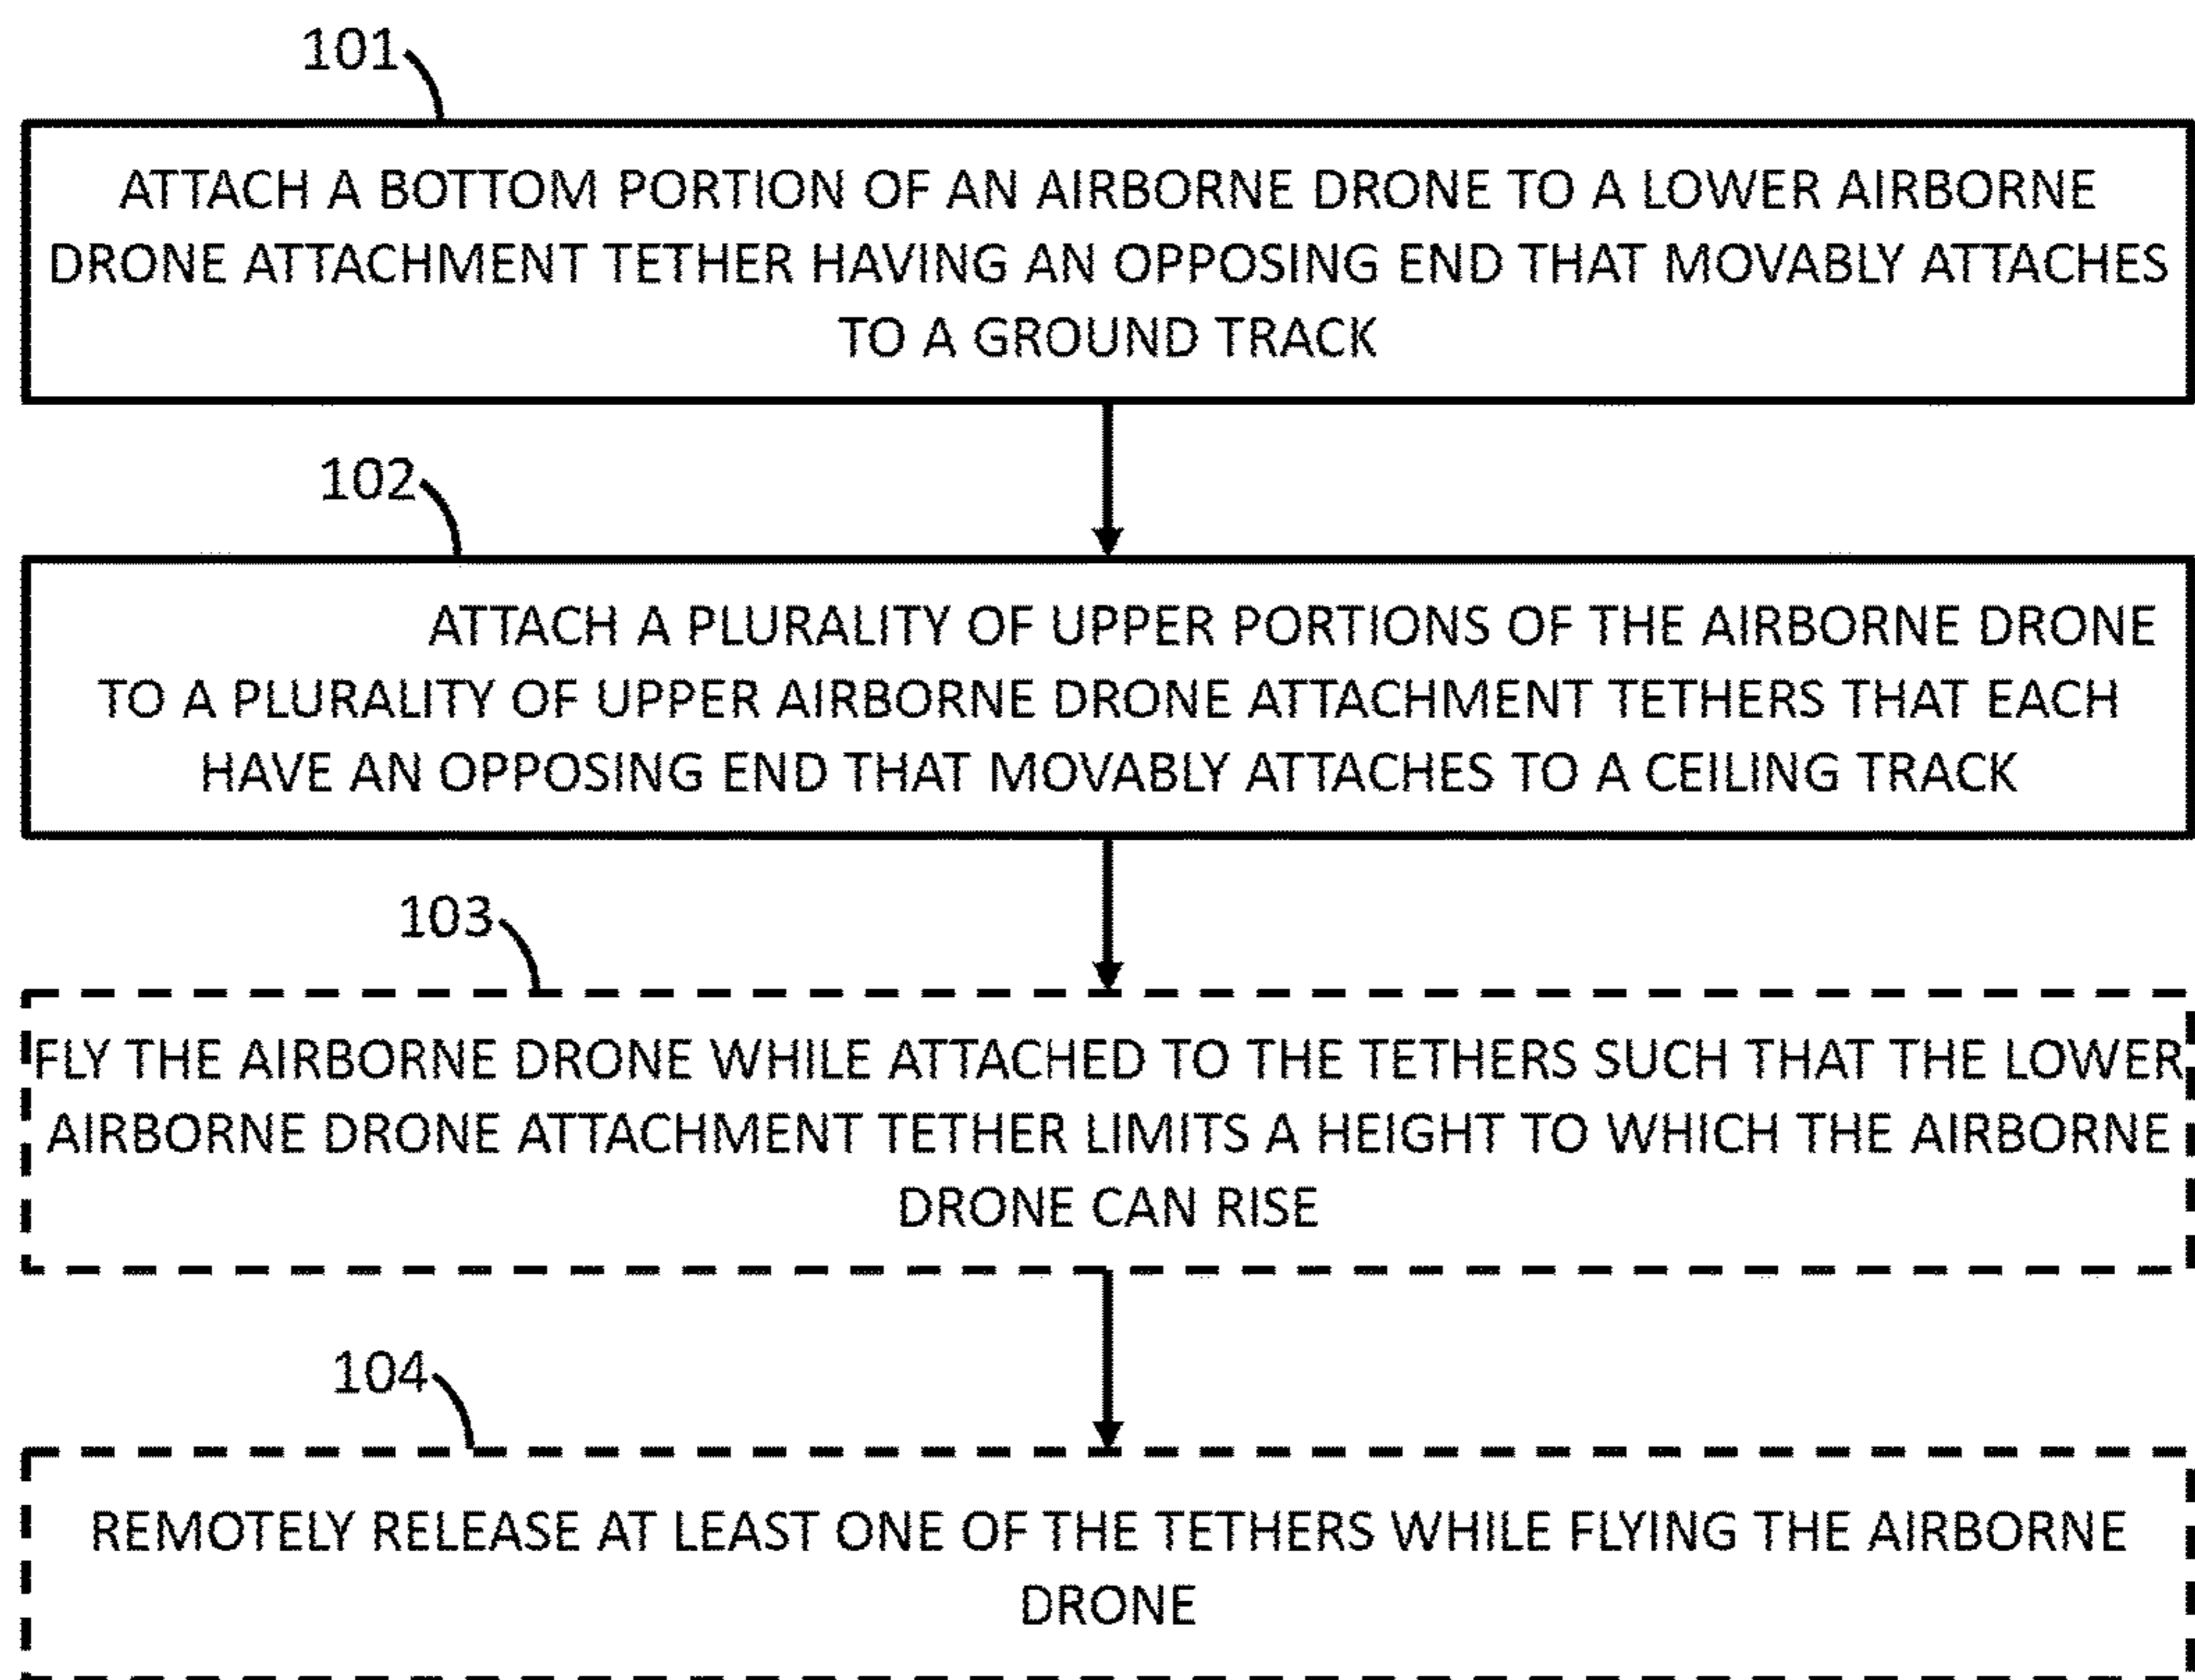 101
ATTACH A BOTTOM PORTION OF AN AIRBORNE DRONE TO A LOWER AIRBORNE
DRONE ATTACHMENT TETHER HAVING AN OPPOSING END THAT MOVABLY ATTACHES
TO A GROUND TRACK
102
ATTACH A PLURALITY OF UPPER PORTIONS OF THE AIRBORNE DRONE
TO A PLURALITY OF UPPER AIRBORNE DRONE ATTACHMENT TETHERS THAT EACH
HAVE AN OPPOSING END THAT MOVABLY ATTACHES TO A CEILING TRACK
103
FLY THE AIRBORNE DRONE WHILE ATTACHED TO THE TETHERS SUCH THAT THE LOWER
AIRBORNE DRONE ATTACHMENT TETHER LIMITS A HEIGHT TO WHICH THE AIRBORNE
DRONE CAN RISE
104
REMOTELY RELEASE AT LEAST ONE OF THE TETHERS WHILE FLYING THE AIRBORNE
DRONE